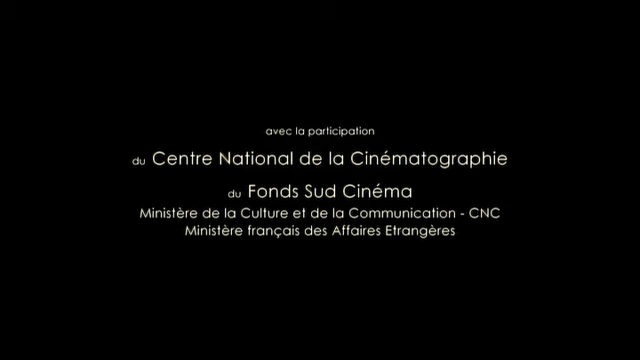 avec la participation
du Centre National de la Cinématographie
du Fonds Sud Cinéma
Ministère de la Culture et de la Communication - CNC
Ministère français des Affaires Etrangères